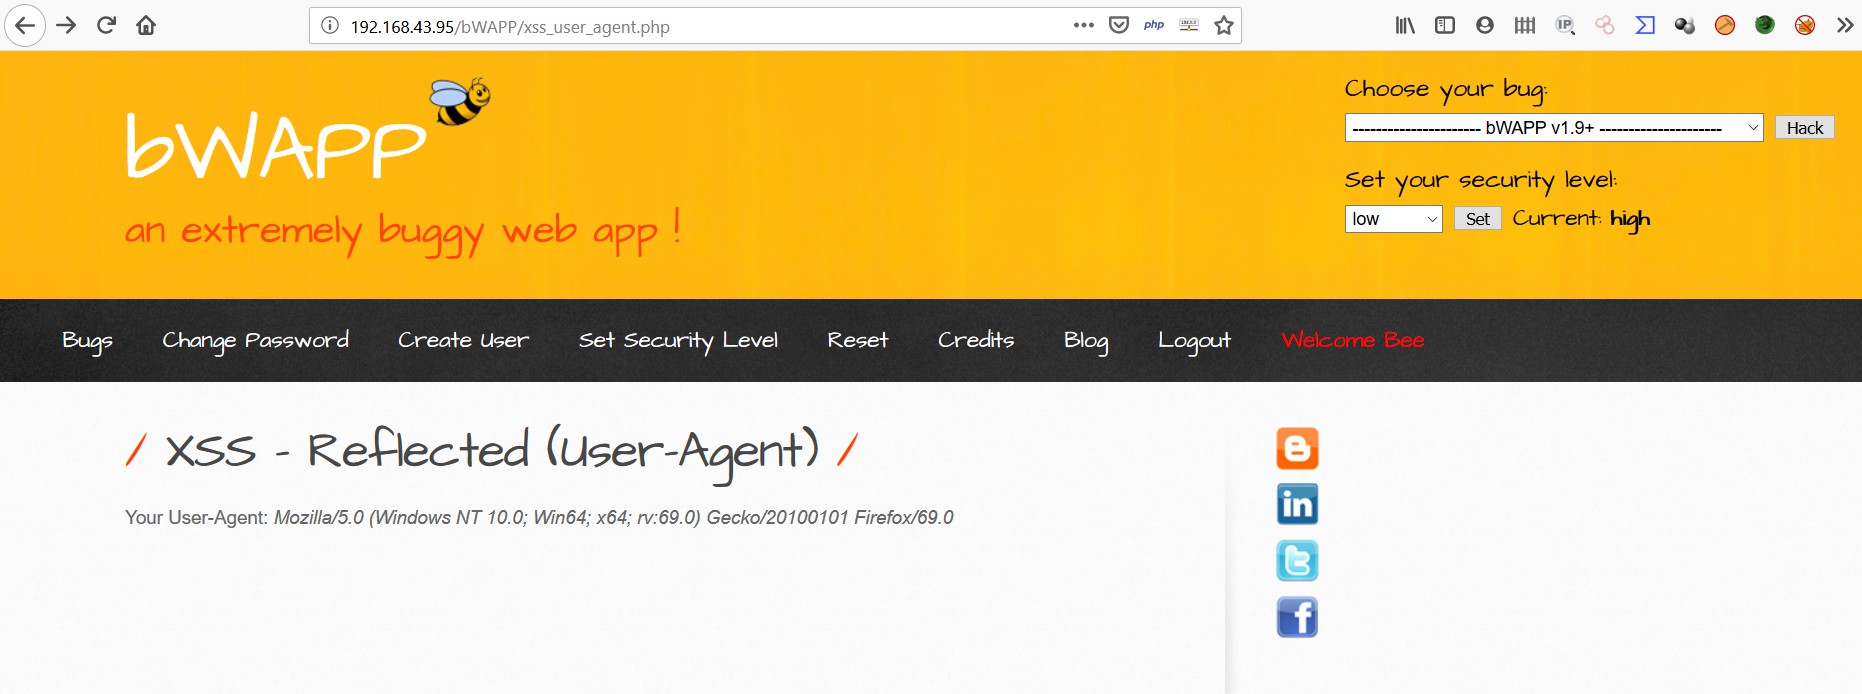 192.168.43.95/bWAPP/xss_user_agent.php
php
IP
bWAPP
an extremely buggy web app !
Choose your bug:
---------------------- bWAPP v1.9+ ---------------------
Hack
Set your security level:
low
Set
Current: high
Bugs
Change Password
Create User
Set Security Level
Reset
Credits
Blog
Logout
Welcome Bee
/ XSS - Reflected (User-Agent) /
Your User-Agent: Mozilla/5.0 (Windows NT 10.0; Win64; x64; rv:69.0) Gecko/20100101 Firefox/69.0
in